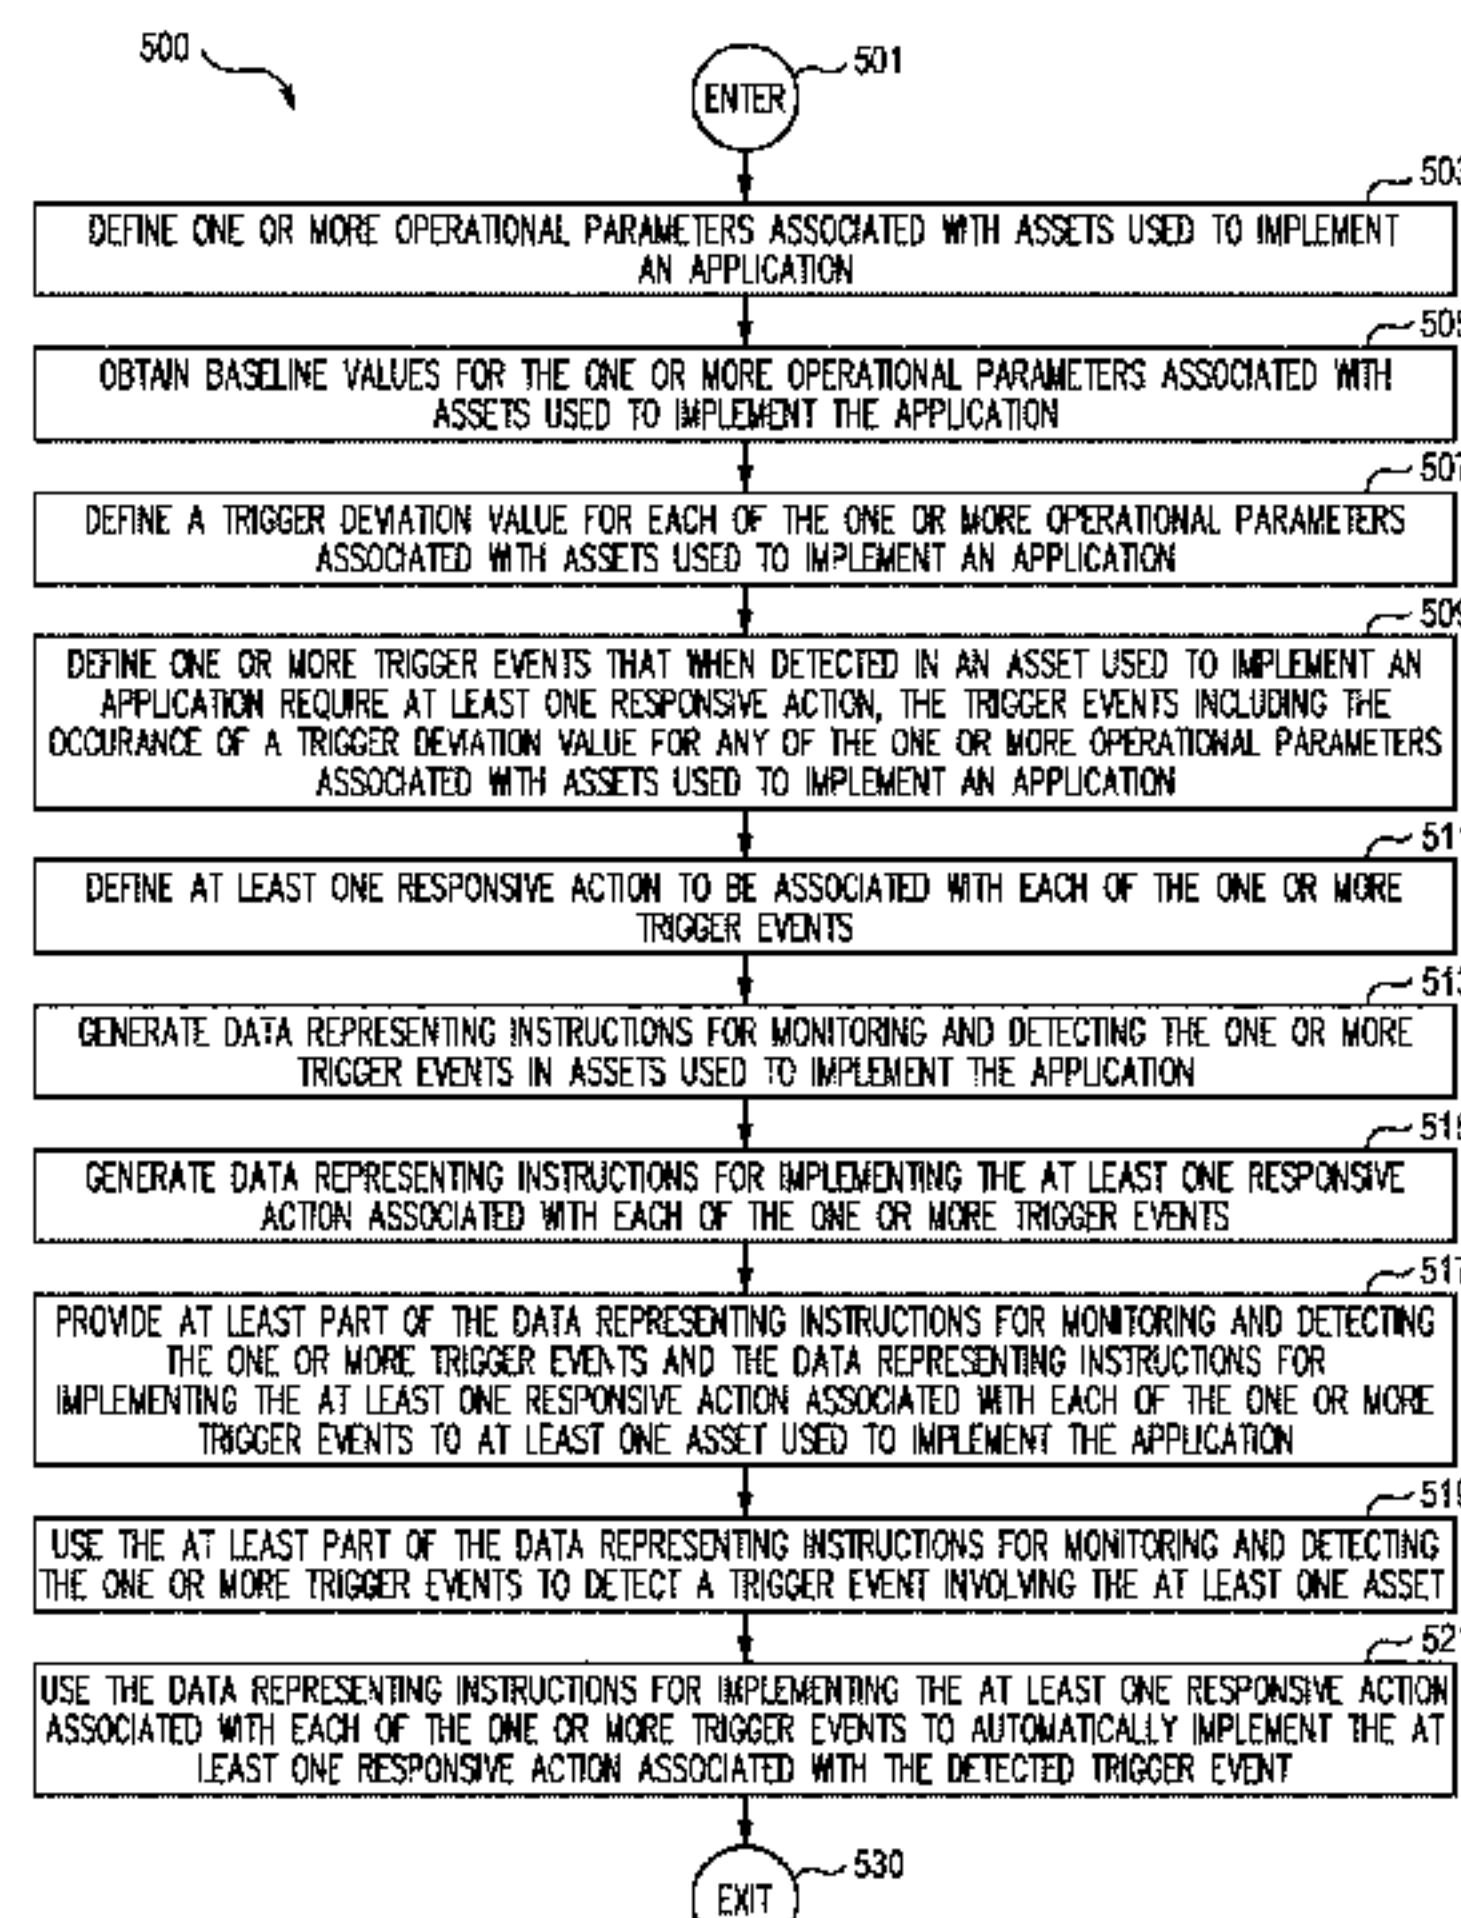 500
501
ENTER
503
DEFINE ONE OR MORE OPERATIONAL PARAMETERS ASSOCIATED WITH ASSETS USED TO IMPLEMENT
AN APPLICATION
505
OBTAIN BASELINE VALUES FOR THE ONE OR MORE OPERATIONAL PARAMETERS ASSOCIATED WITH
ASSETS USED TO IMPLEMENT THE APPLICATION
507
DEFINE A TRIGGER DEVIATION VALUE FOR EACH OF THE ONE OR MORE OPERATIONAL PARAMETERS
ASSOCIATED WITH ASSETS USED TO IMPLEMENT AN APPLICATION
509
DEFINE ONE OR MORE TRIGGER EVENTS THAT WHEN DETECTED IN AN ASSET USED TO IMPLEMENT AN
APPLICATION REQUIRE AT LEAST ONE RESPONSIVE ACTION, THE TRIGGER EVENTS INCLUDING THE
OCCURANCE OF A TRIGGER DEVIATION VALUE FOR ANY OF THE ONE OR MORE OPERATIONAL PARAMETERS
ASSOCIATED WITH ASSETS USED TO IMPLEMENT AN APPLICATION
511
DEFINE AT LEAST ONE RESPONSIVE ACTION TO BE ASSOCIATED WITH EACH OF THE ONE OR MORE
TRIGGER EVENTS
513
GENERATE DATA REPRESENTING INSTRUCTIONS FOR MONITORING AND DETECTING THE ONE OR MORE
TRIGGER EVENTS IN ASSETS USED TO IMPLEMENT THE APPLICATION
515
GENERATE DATA REPRESENTING INSTRUCTIONS FOR IMPLEMENTING THE AT LEAST ONE RESPONSIVE
ACTION ASSOCIATED WITH EACH OF THE ONE OR MORE TRIGGER EVENTS
517
PROVIDE AT LEAST PART OF THE DATA REPRESENTING INSTRUCTIONS FOR MONITORING AND DETECTING
THE ONE OR MORE TRIGGER EVENTS AND THE DATA REPRESENTING INSTRUCTIONS FOR
IMPLEMENTING THE AT LEAST ONE RESPONSIVE ACTION ASSOCIATED WITH EACH OF THE ONE OR MORE
TRIGGER EVENTS TO AT LEAST ONE ASSET USED TO IMPLEMENT THE APPLICATION
519
USE THE AT LEAST PART OF THE DATA REPRESENTING INSTRUCTIONS FOR MONITORING AND DETECTING
THE ONE OR MORE TRIGGER EVENTS TO DETECT A TRIGGER EVENT INVOLVING THE AT LEAST ONE ASSET
521
USE THE DATA REPRESENTING INSTRUCTIONS FOR IMPLEMENTING THE AT LEAST ONE RESPONSIVE ACTION
ASSOCIATED WITH EACH OF THE ONE OR MORE TRIGGER EVENTS TO AUTOMATICALLY IMPLEMENT THE AT
LEAST ONE RESPONSIVE ACTION ASSOCIATED WITH THE DETECTED TRIGGER EVENT
530
EXIT